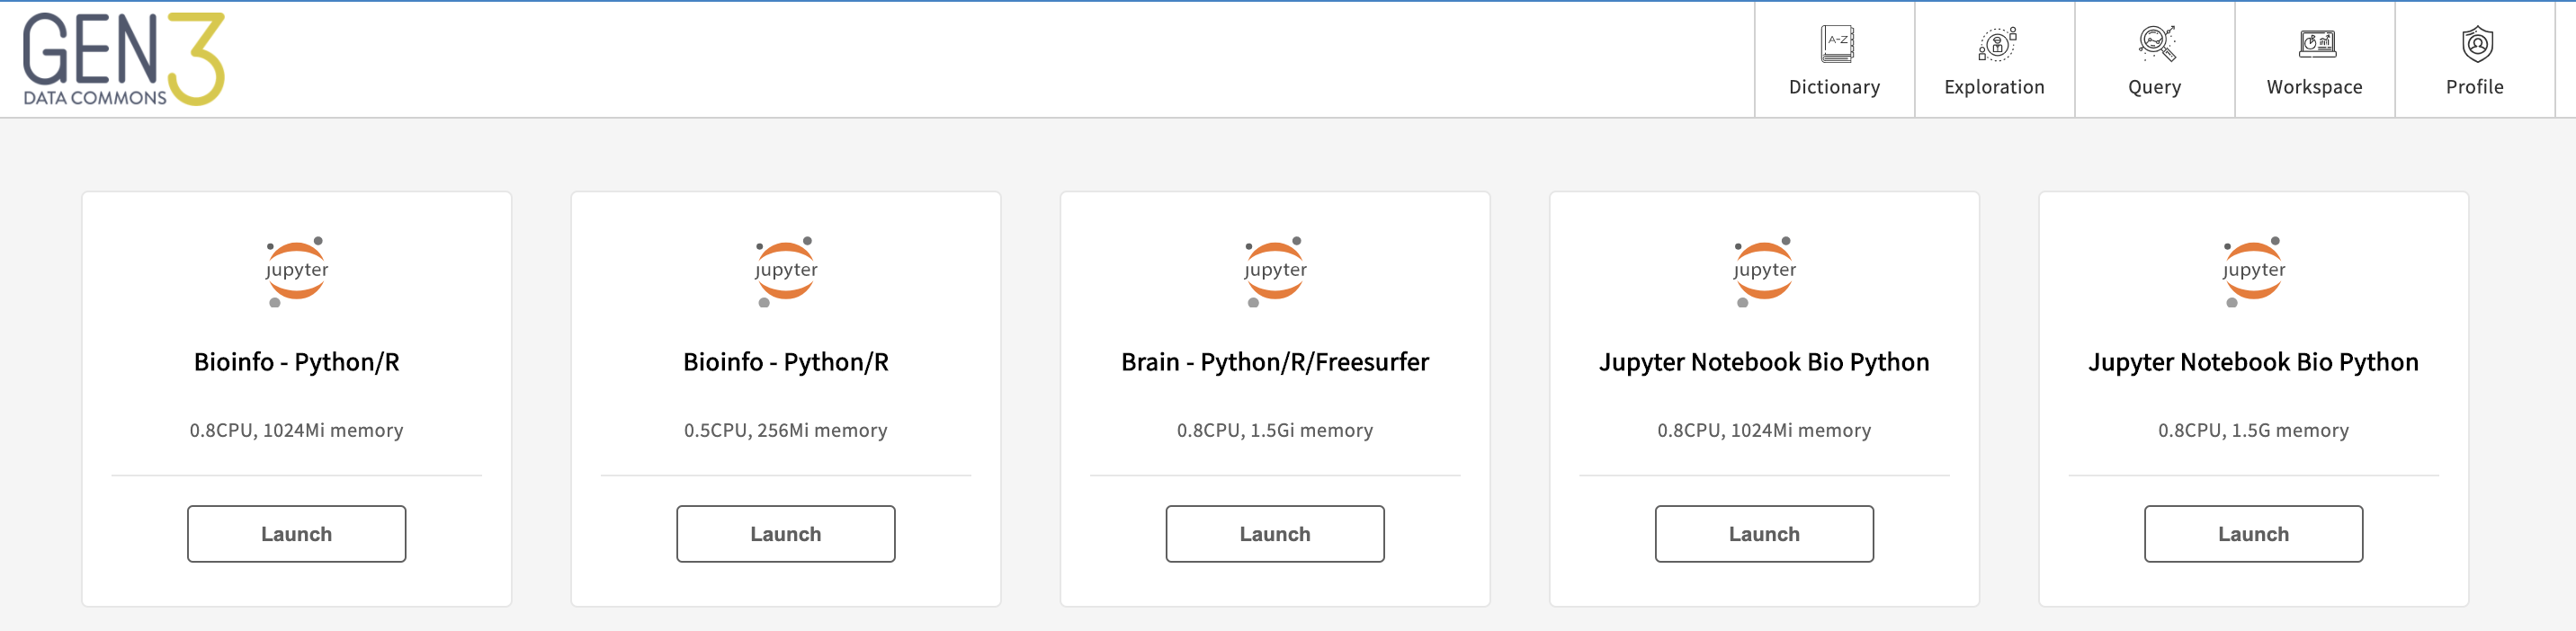 GEN3
DATA COMMONS
A-Z
Dictionary
Exploration
Query
Workspace
Profile
jupyter
Bioinfo - Python/R
0.8CPU, 1024Mi memory
Launch
jupyter
Bioinfo - Python/R
0.5CPU, 256Mi memory
Launch
jupyter
Brain - Python/R/Freesurfer
0.8CPU, 1.5Gi memory
Launch
jupyter
Jupyter Notebook Bio Python
0.8CPU, 1024Mi memory
Launch
jupyter
Jupyter Notebook Bio Python
0.8CPU, 1.5G memory
Launch